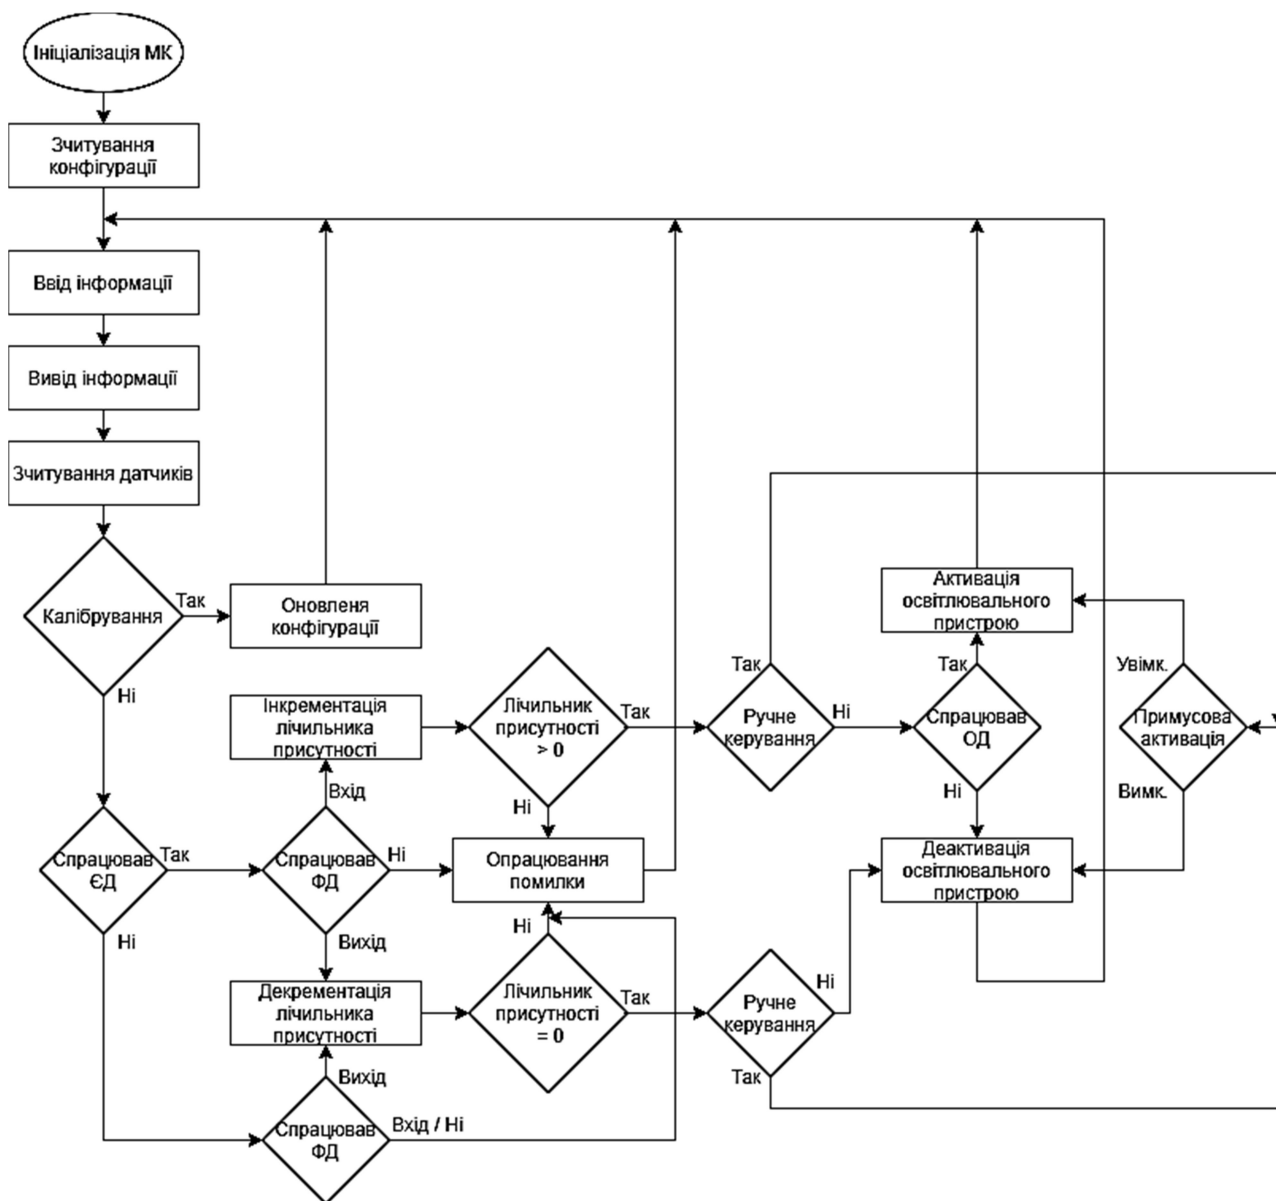 Ініціалізація МК
Зчитування
конфігурації
Ввід інформації
Вивід інформації
Зчитування датчиків
Калібрування
Так
Ні
Оновленя
конфігурації
Інкрементація
лічильника
присутності
Лічильник
присутності
> 0
Так
Ні
Так
Ручне
керування
Ні
Активація
освітлювального
пристрою
Так
Спрацював
ОД
Ні
Увімк.
Примусова
активація
Вимк.
Спрацював
ЄД
Так
Ні
Вхід
Спрацював
ФД
Ні
Вихід
Опрацювання
помилки
Деактивація
освітлювального
пристрою
Декрементація
лічильника
присутності
Ні
Лічильник
присутності
= 0
Так
Ручне
керування
Ні
Так
Вихід
Спрацював
ФД
Вхід / Ні